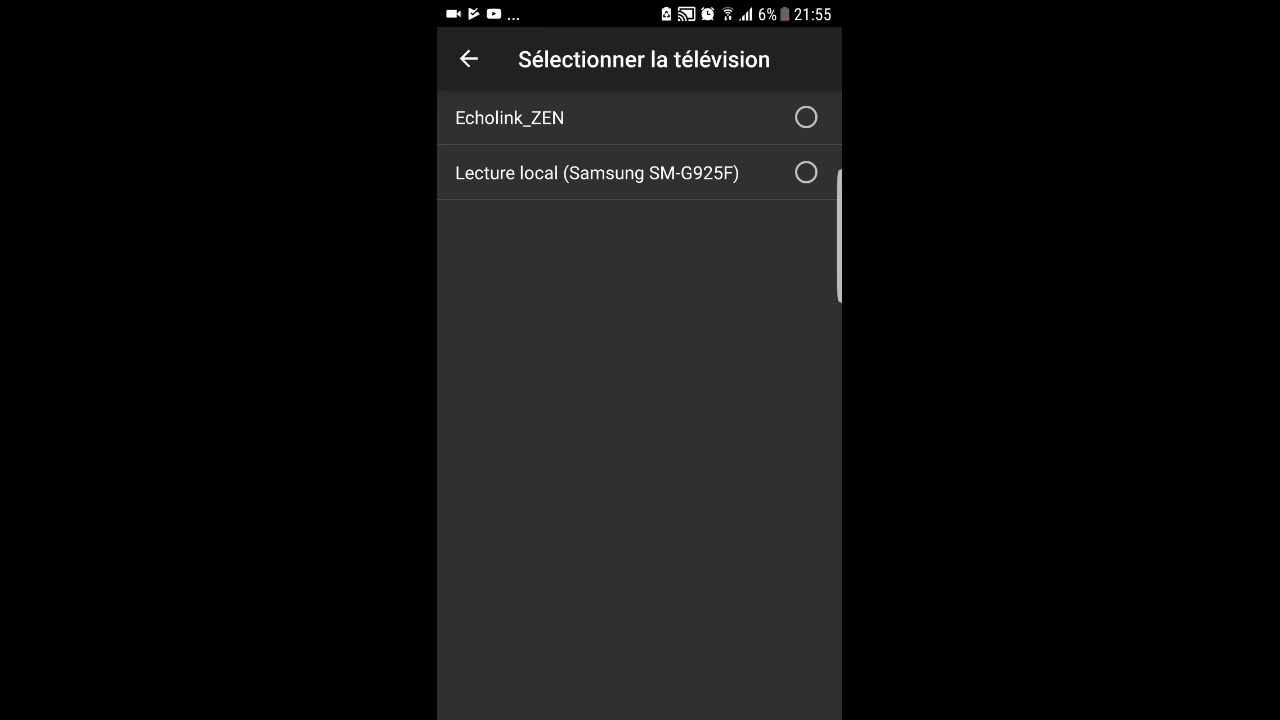 ... 6% 21:55
Sélectionner la télévision
Echolink_ZEN
Lecture local (Samsung SM-G925F)